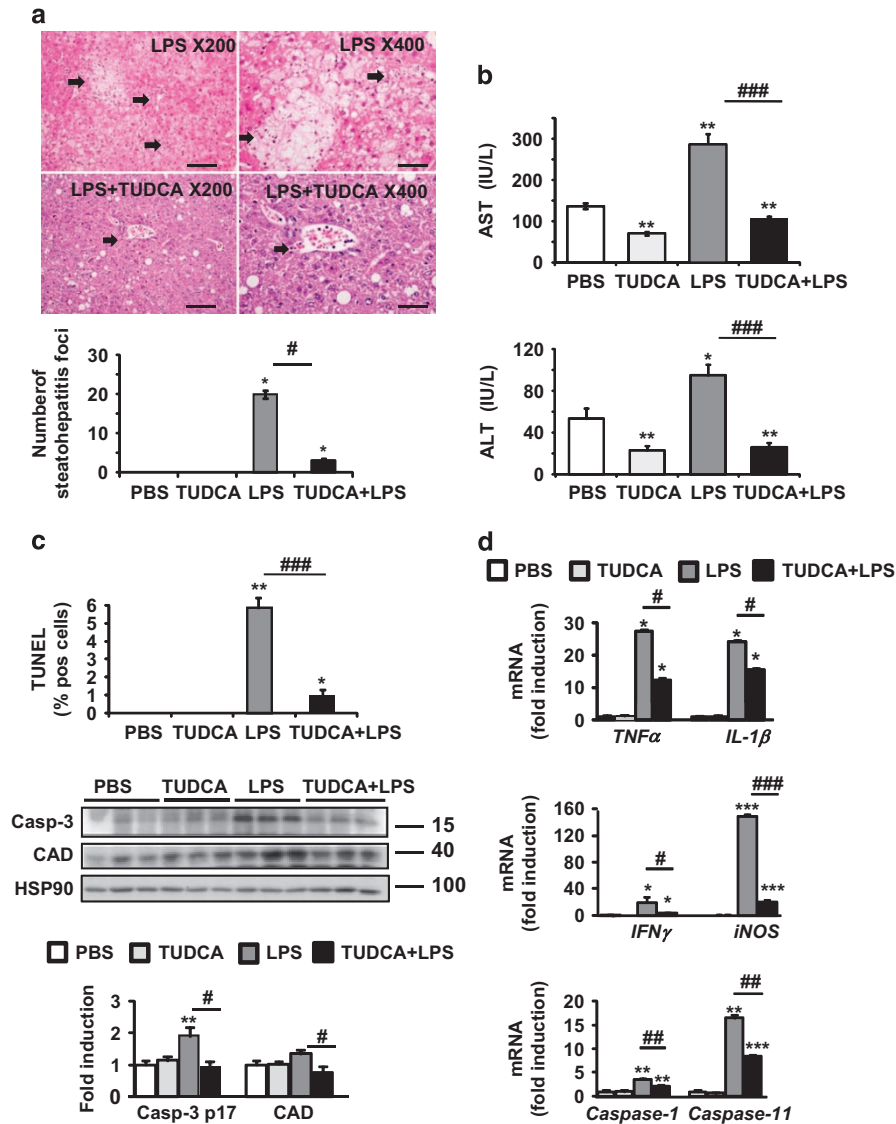 a
LPS X200
LPS X400
LPS+TUDCA X200
LPS+TUDCA X400
Numberof
steatohepatitis foci
30
20
10
0
*
#
*
PBS TUDCA LPS TUDCA+LPS
b
AST (IU/L)
300
200
100
0
**
**
###
**
PBS TUDCA LPS TUDCA+LPS
ALT (IU/L)
120
80
40
0
**
*
###
**
PBS TUDCA LPS TUDCA+LPS
c
TUNEL
(% pos cells)
6
5
4
3
2
1
0
**
###
*
PBS TUDCA LPS TUDCA+LPS
PBS TUDCA LPS TUDCA+LPS
Casp-3
15
CAD
40
HSP90
100
PBS TUDCA LPS TUDCA+LPS
Fold induction
3
2
1
0
**
#
#
Casp-3 p17 CAD
d
PBS TUDCA LPS TUDCA+LPS
mRNA
(fold induction)
30
20
10
0
*
#
*
*
#
*
TNFα IL-1β
mRNA
(fold induction)
160
120
80
40
0
*
#
*
***
###
***
IFNγ iNOS
mRNA
(fold induction)
20
15
10
5
0
**
##
**
**
##
***
Caspase-1 Caspase-11